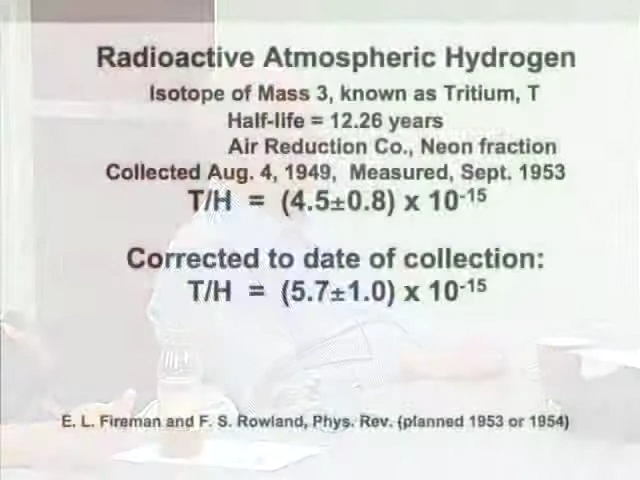 Radioactive Atmospheric Hydrogen
Isotope of Mass 3, known as Tritium, T
Half-life = 12.26 years
Air Reduction Co., Neon fraction
Collected Aug. 4, 1949, Measured, Sept. 1953
T/H = (4.5±0.8) x 10⁻¹⁵
Corrected to date of collection:
T/H = (5.7±1.0) x 10⁻¹⁵
E. L. Fireman and F. S. Rowland, Phys. Rev. (planned 1953 or 1954)